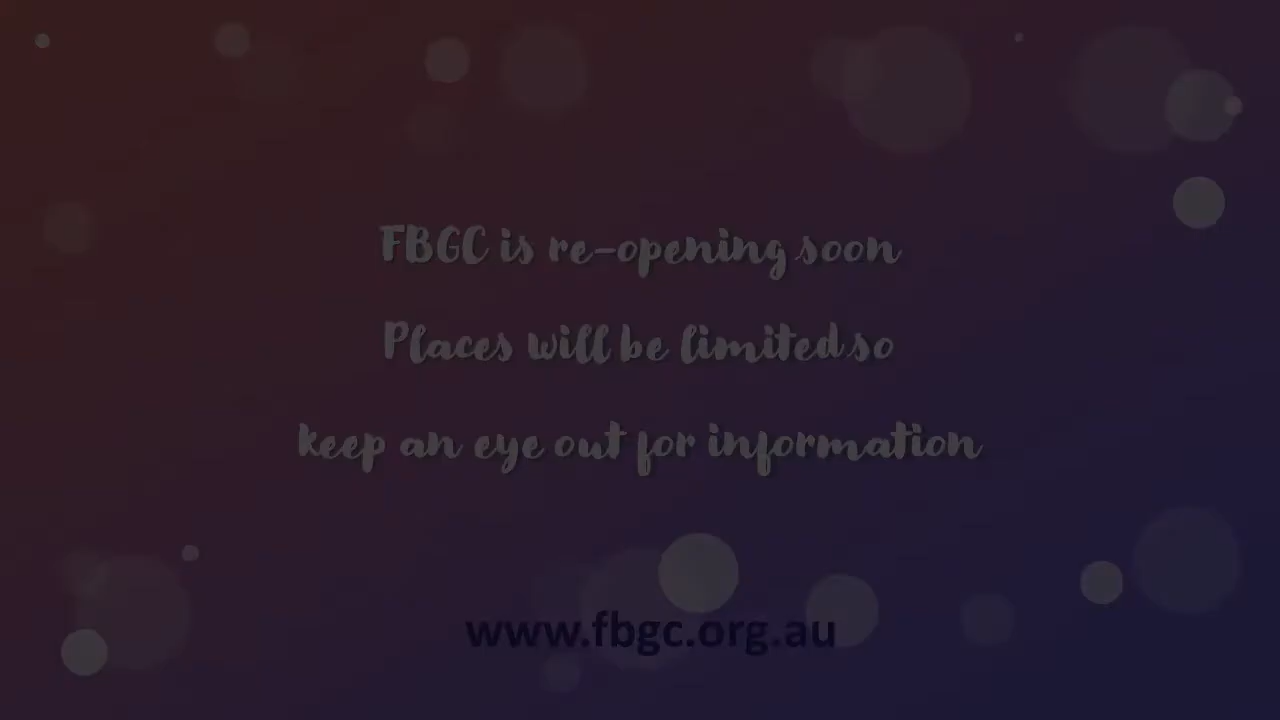 FBGC is re-opening soon
Places will be limited so
keep an eye out for information
www.fbgc.org.au